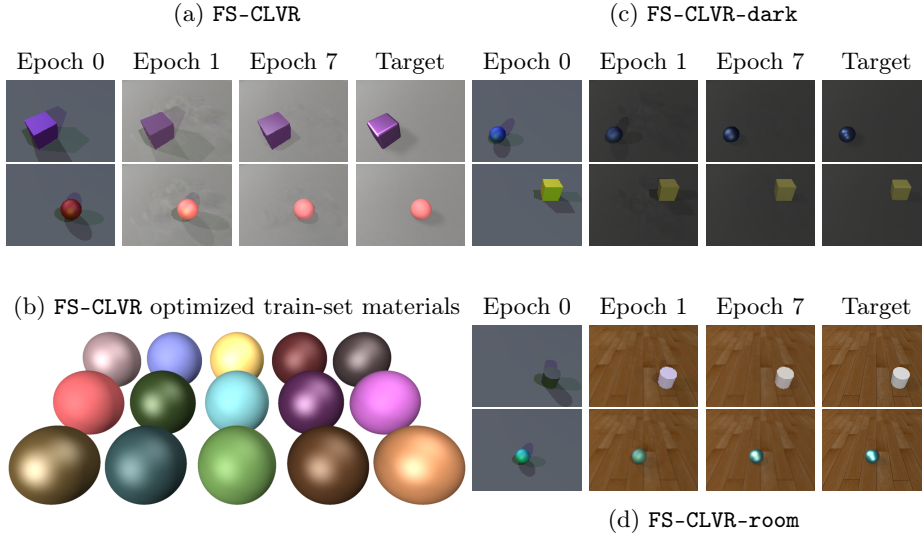 (a) FS-CLVR
Epoch 0 Epoch 1 Epoch 7 Target
(c) FS-CLVR-dark
Epoch 0 Epoch 1 Epoch 7 Target
(b) FS-CLVR optimized train-set materials
Epoch 0 Epoch 1 Epoch 7 Target
(d) FS-CLVR-room